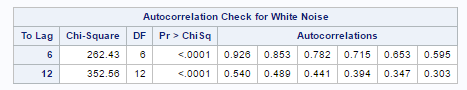 Autocorrelation Check for White Noise
To Lag Chi-Square DF Pr > ChiSq Autocorrelations
6 262.43 6 <.0001 0.926 0.853 0.782 0.715 0.653 0.595
12 352.56 12 <.0001 0.540 0.489 0.441 0.394 0.347 0.303